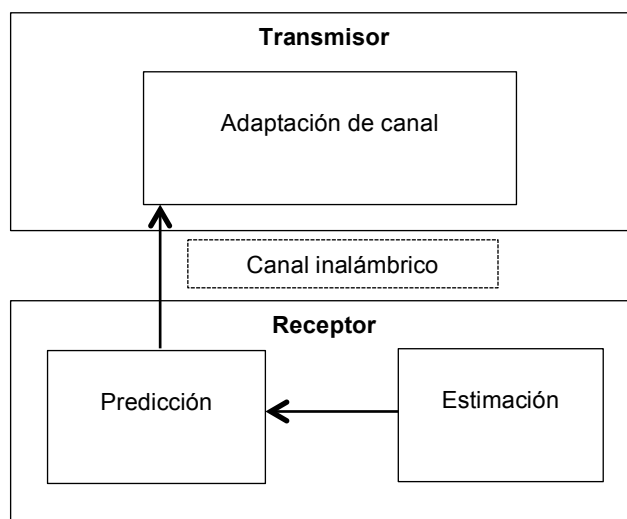 Transmisor
Adaptación de canal
Canal inalámbrico
Receptor
Predicción
Estimación